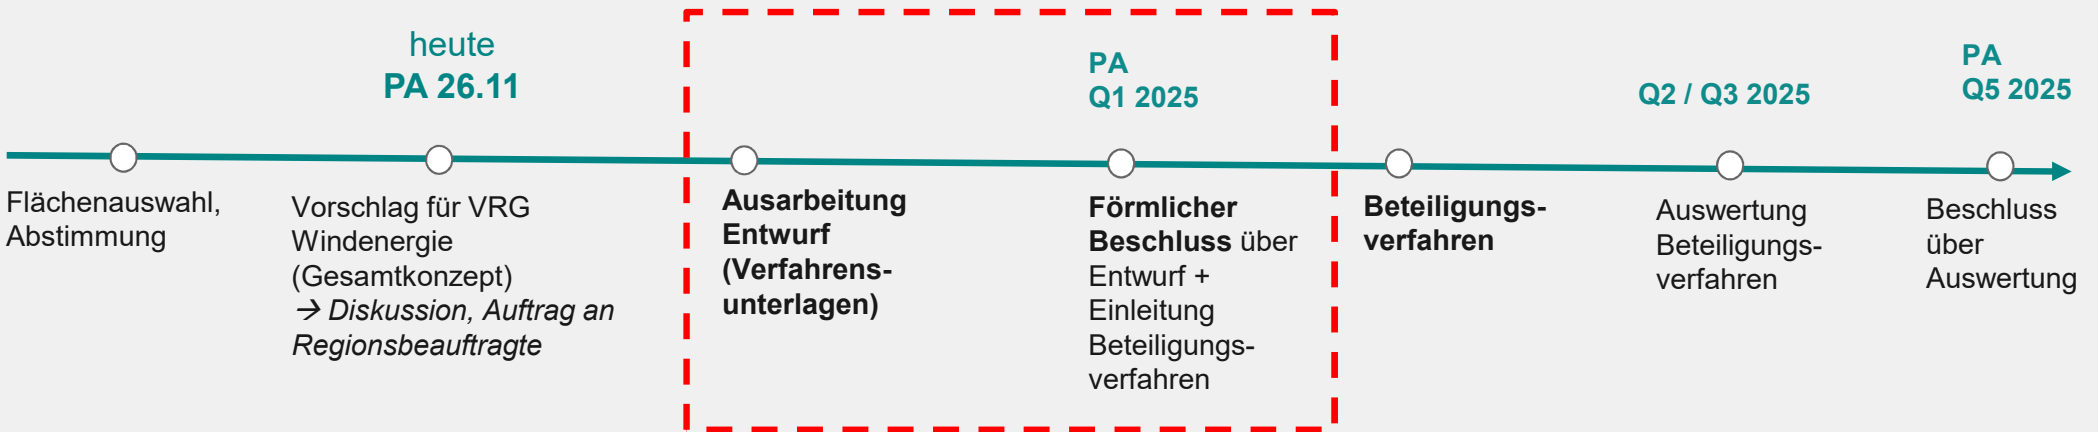 heute
PA 26.11
PA
Q1 2025
Q2 / Q3 2025
PA
Q5 2025
Flächenauswahl,
Abstimmung
Vorschlag für VRG
Windenergie
(Gesamtkonzept)
→ Diskussion, Auftrag an
Regionsbeauftragte
Ausarbeitung
Entwurf
(Verfahrens-
unterlagen)
Förmlicher
Beschluss über
Entwurf +
Einleitung
Beteiligungs-
verfahren
Beteiligungs-
verfahren
Auswertung
Beteiligungs-
verfahren
Beschluss
über
Auswertung